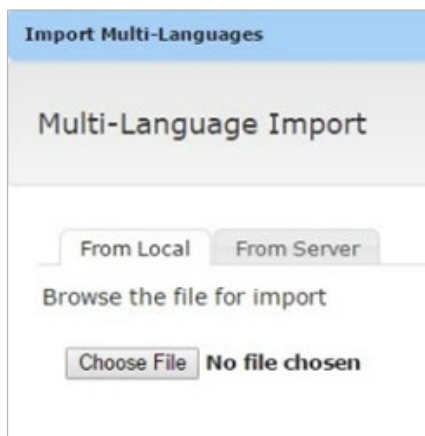 Import Multi-Languages
Multi-Language Import
From Local From Server
Browse the file for import
Choose File No file chosen